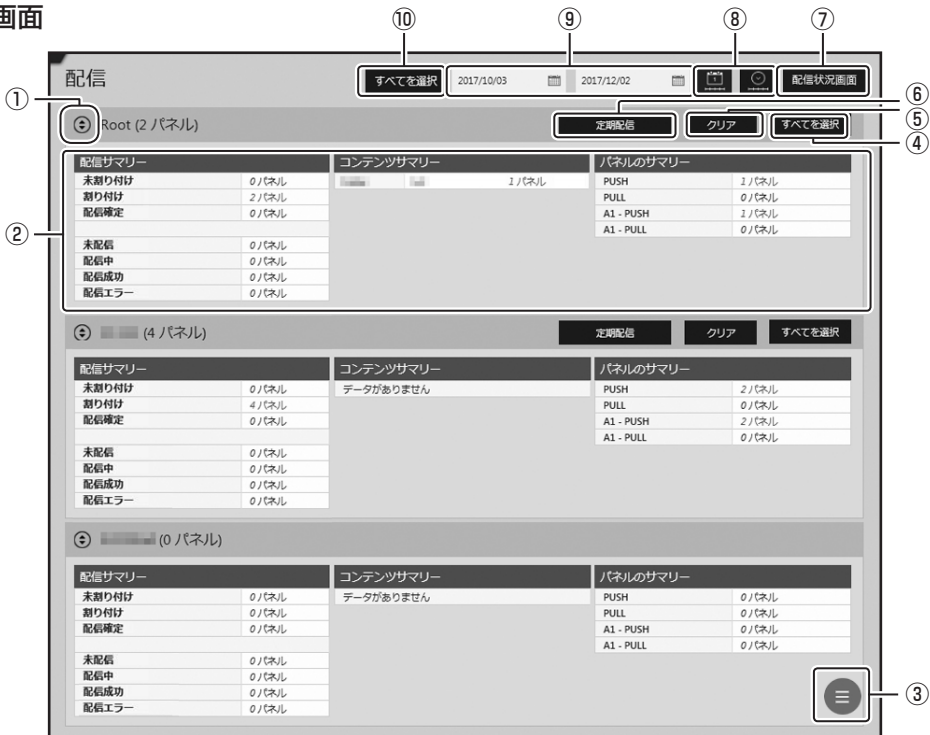 画面
⑩ ⑨ ⑧ ⑦
配信 すべてを選択 2017/10/03 2017/12/02 配信状況画面
① ⑥
Root (2 パネル) 定期配信 クリア すべてを選択 ⑤
④
配信サマリー コンテンツサマリー パネルのサマリー
未割り付け 0 パネル 1 パネル PUSH 1 パネル
割り付け 2 パネル PULL 0 パネル
配信確定 0 パネル A1 - PUSH 1 パネル
A1 - PULL 0 パネル
②
未配信 0 パネル
配信中 0 パネル
配信成功 0 パネル
配信エラー 0 パネル
(4 パネル) 定期配信 クリア すべてを選択
配信サマリー コンテンツサマリー パネルのサマリー
未割り付け 0 パネル データがありません PUSH 2 パネル
割り付け 4 パネル PULL 0 パネル
配信確定 0 パネル A1 - PUSH 2 パネル
A1 - PULL 0 パネル
未配信 0 パネル
配信中 0 パネル
配信成功 0 パネル
配信エラー 0 パネル
(0 パネル)
配信サマリー コンテンツサマリー パネルのサマリー
未割り付け 0 パネル データがありません PUSH 0 パネル
割り付け 0 パネル PULL 0 パネル
配信確定 0 パネル A1 - PUSH 0 パネル
A1 - PULL 0 パネル
未配信 0 パネル
配信中 0 パネル
配信成功 0 パネル
配信エラー 0 パネル
③